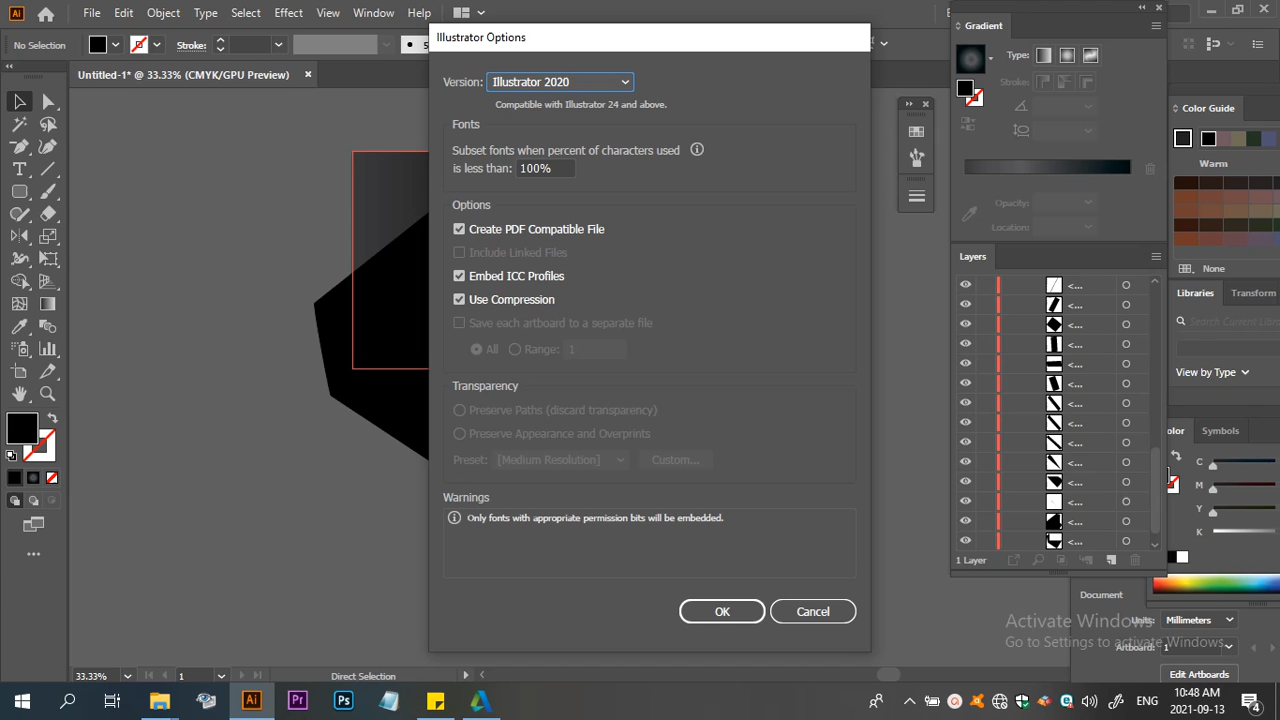 File Edit Object Type Select Effect View Window Help
No Selection Stroke:
Untitled-1* @ 33.33% (CMYK/GPU Preview)
Illustrator Options
Version: Illustrator 2020
Compatible with Illustrator 24 and above.
Fonts
Subset fonts when percent of characters used
is less than: 100%
Options
Create PDF Compatible File
Include Linked Files
Embed ICC Profiles
Use Compression
Save each artboard to a separate file
All Range: 1
Transparency
Preserve Paths (discard transparency)
Preserve Appearance and Overprints
Preset: [Medium Resolution] Custom...
Warnings
Only fonts with appropriate permission bits will be embedded.
OK Cancel
Gradient
Type:
Stroke:
Opacity:
Location:
Layers
<...
<...
<...
<...
<...
<...
<...
<...
<...
<...
<...
<...
<...
<...
1 Layer
Color Guide
Warm
None
Libraries Transform
Search Current Libr
View by Type
olor Symbols
C
M
Y
K
Document
Units: Millimeters
Artboard: 1
Edit Artboards
Activate Windows
Go to Settings to activate Windows.
33.33% 1 Direct Selection
Ai Pr Ps
10:48 AM
2021-09-13
4